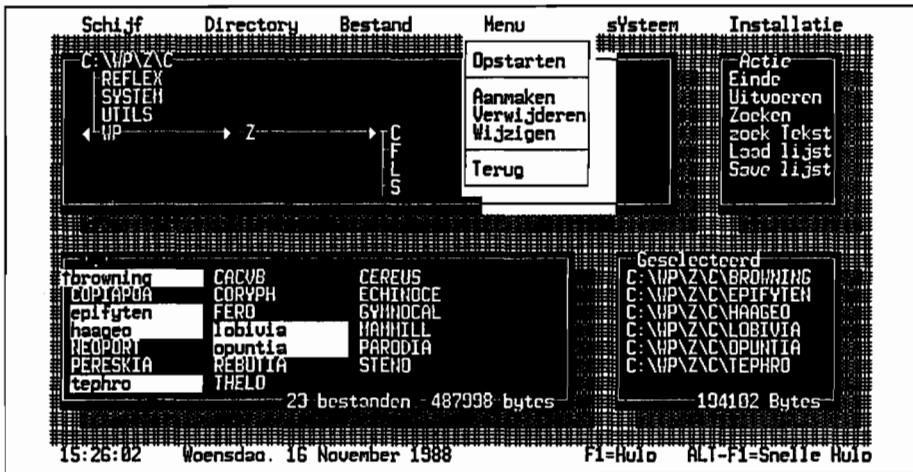 Schijf Directory Bestand Menu sYsteem Installatie
C:\WP\Z\C
REFLEX
SYSTEM
UTILS
WP Z C
F
L
S
Opstarten
Aanmaken
Verwijderen
Wijzigen
Terug
Actie
Einde
Uitvoeren
Zoeken
zoek Tekst
Load lijst
Save lijst
browning CACVB CEREUS
COPIAPOA CORYPH ECHINOCE
epifyten FERO GYMNOCAL
haageo lobivia MAMMILL
NEOPORT opuntia PARODIA
PERESKIA REBUTIA STENO
tephro THELO
23 bestanden 487998 bytes
Geselecteerd
C:\WP\Z\C\BROWNING
C:\WP\Z\C\EPIFYTEN
C:\WP\Z\C\HAAGEO
C:\WP\Z\C\LOBIVIA
C:\WP\Z\C\OPUNTIA
C:\WP\Z\C\TEPHRO
194102 Bytes
15:26:02 Woensdag, 16 November 1988 F1=Hulp ALT-F1=Snelle Hulp